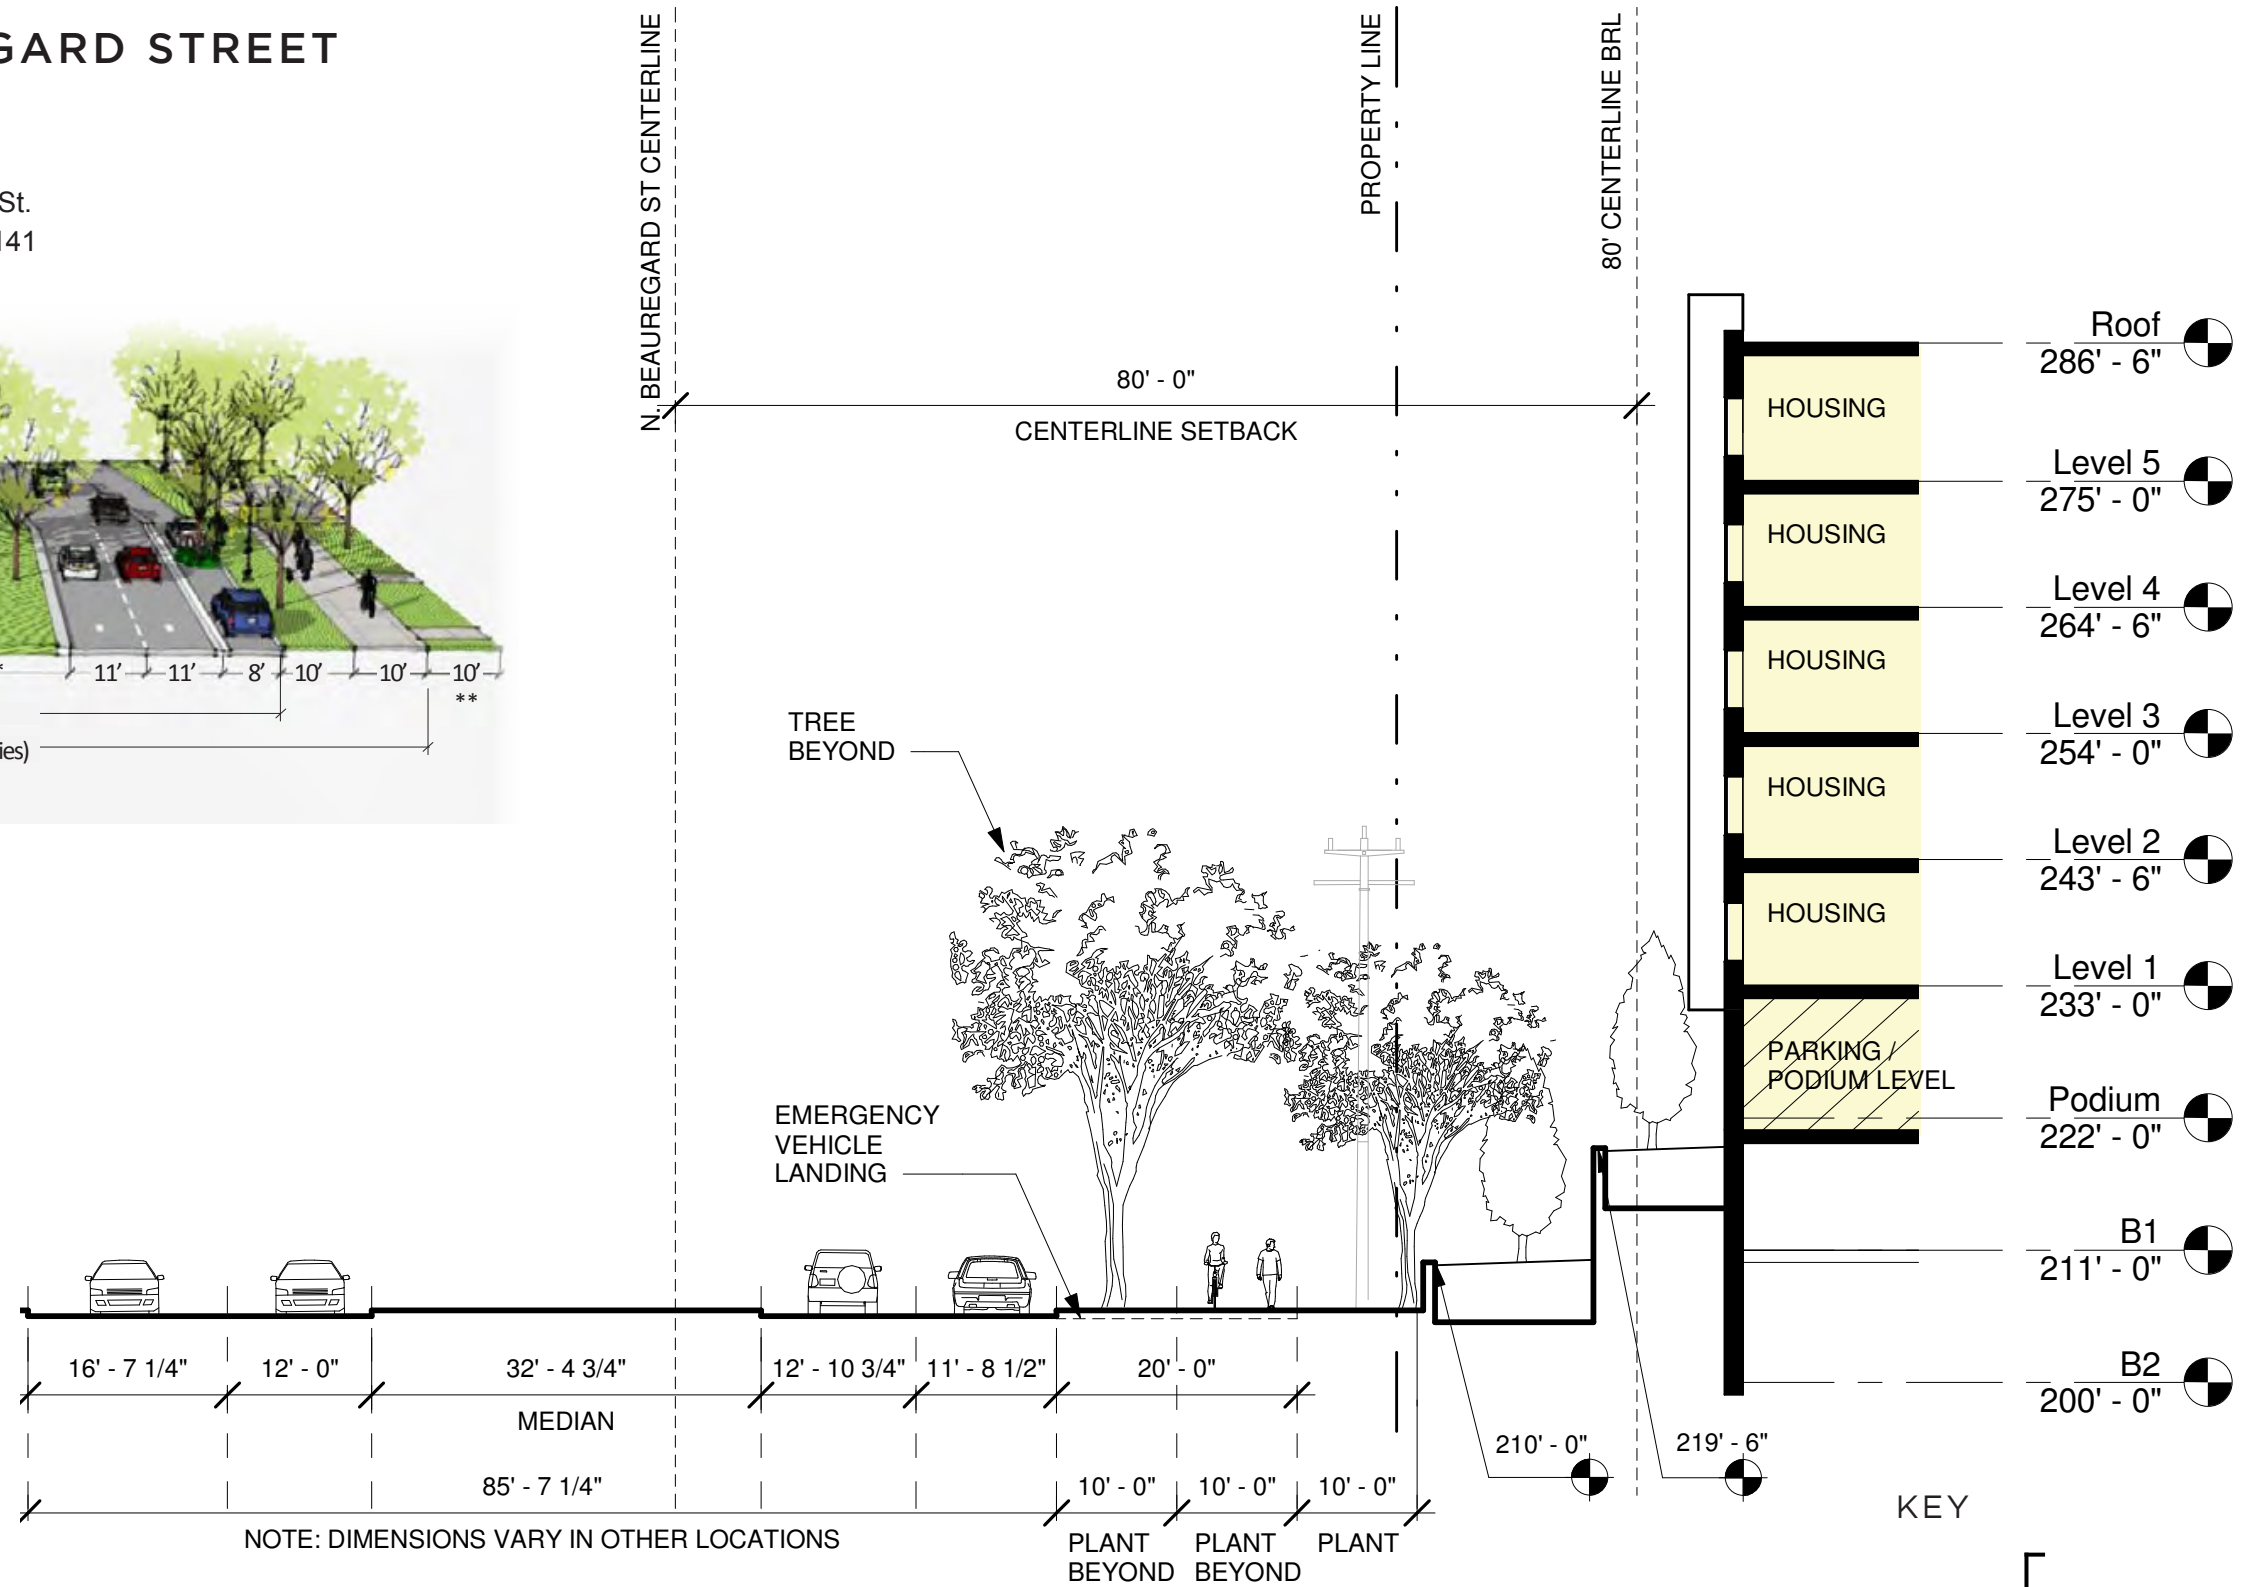 GARD STREET
St.
141
11'
11'
8'
10'
10'
10'
**
ies)
N. BEAUREGARD ST CENTERLINE
PROPERTY LINE
80' CENTERLINE BRL
80' - 0"
CENTERLINE SETBACK
TREE
BEYOND
EMERGENCY
VEHICLE
LANDING
HOUSING
HOUSING
HOUSING
HOUSING
HOUSING
PARKING /
PODIUM LEVEL
Roof
286' - 6"
Level 5
275' - 0"
Level 4
264' - 6"
Level 3
254' - 0"
Level 2
243' - 6"
Level 1
233' - 0"
Podium
222' - 0"
B1
211' - 0"
B2
200' - 0"
16' - 7 1/4"
12' - 0"
32' - 4 3/4"
12' - 10 3/4"
11' - 8 1/2"
20' - 0"
MEDIAN
210' - 0"
219' - 6"
85' - 7 1/4"
10' - 0"
10' - 0"
10' - 0"
NOTE: DIMENSIONS VARY IN OTHER LOCATIONS
PLANT
BEYOND
PLANT
BEYOND
PLANT
KEY